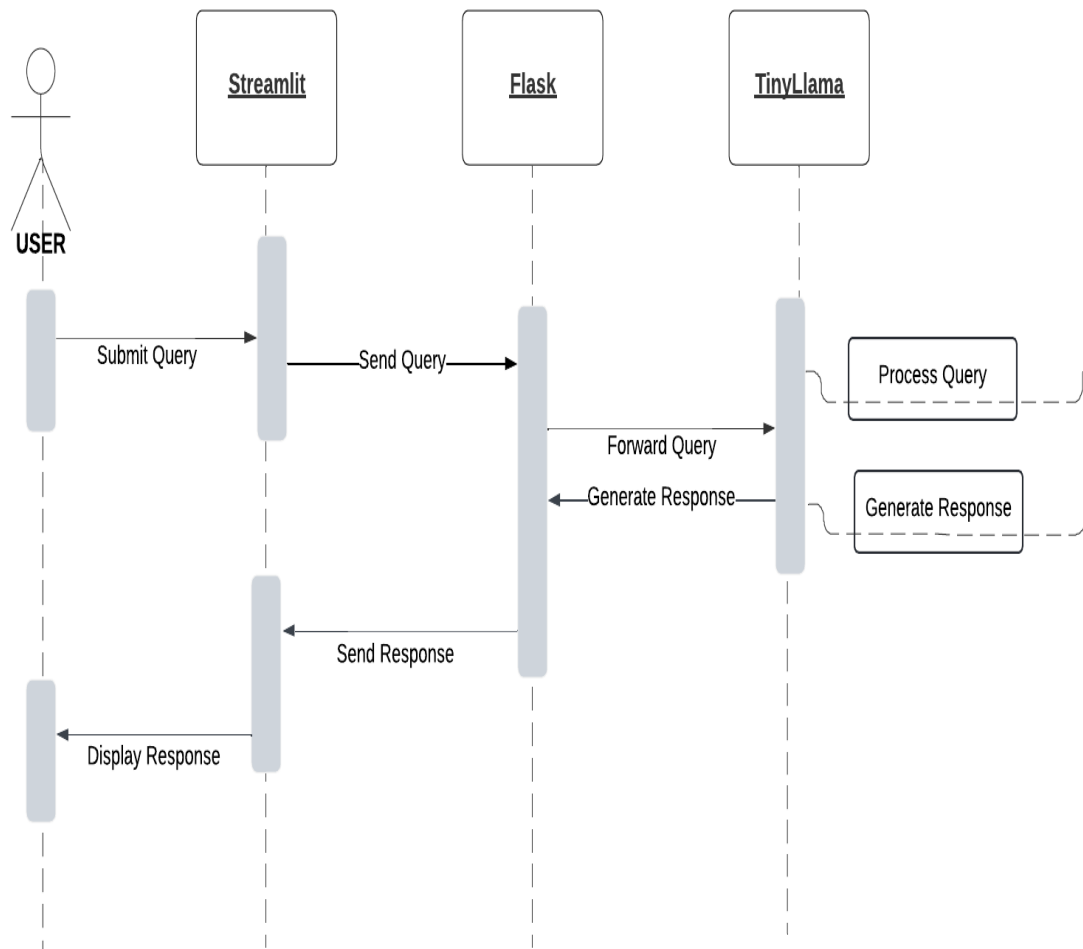 Streamlit
Flask
TinyLlama
USER
Submit Query
Send Query
Process Query
Forward Query
Generate Response
Generate Response
Send Response
Display Response